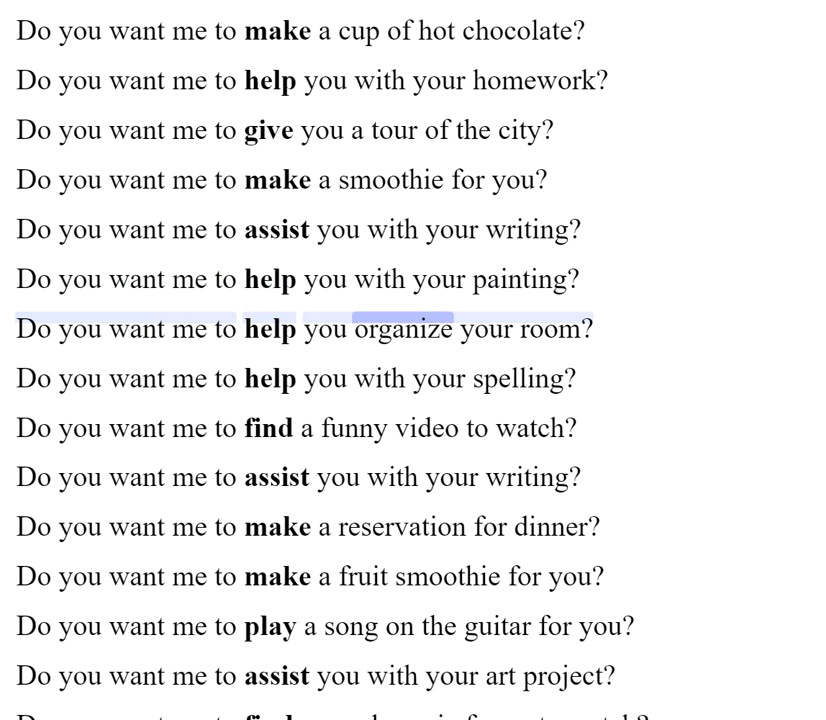 Do you want me to make a cup of hot chocolate?
Do you want me to help you with your homework?
Do you want me to give you a tour of the city?
Do you want me to make a smoothie for you?
Do you want me to assist you with your writing?
Do you want me to help you with your painting?
Do you want me to help you organize your room?
Do you want me to help you with your spelling?
Do you want me to find a funny video to watch?
Do you want me to assist you with your writing?
Do you want me to make a reservation for dinner?
Do you want me to make a fruit smoothie for you?
Do you want me to play a song on the guitar for you?
Do you want me to assist you with your art project?